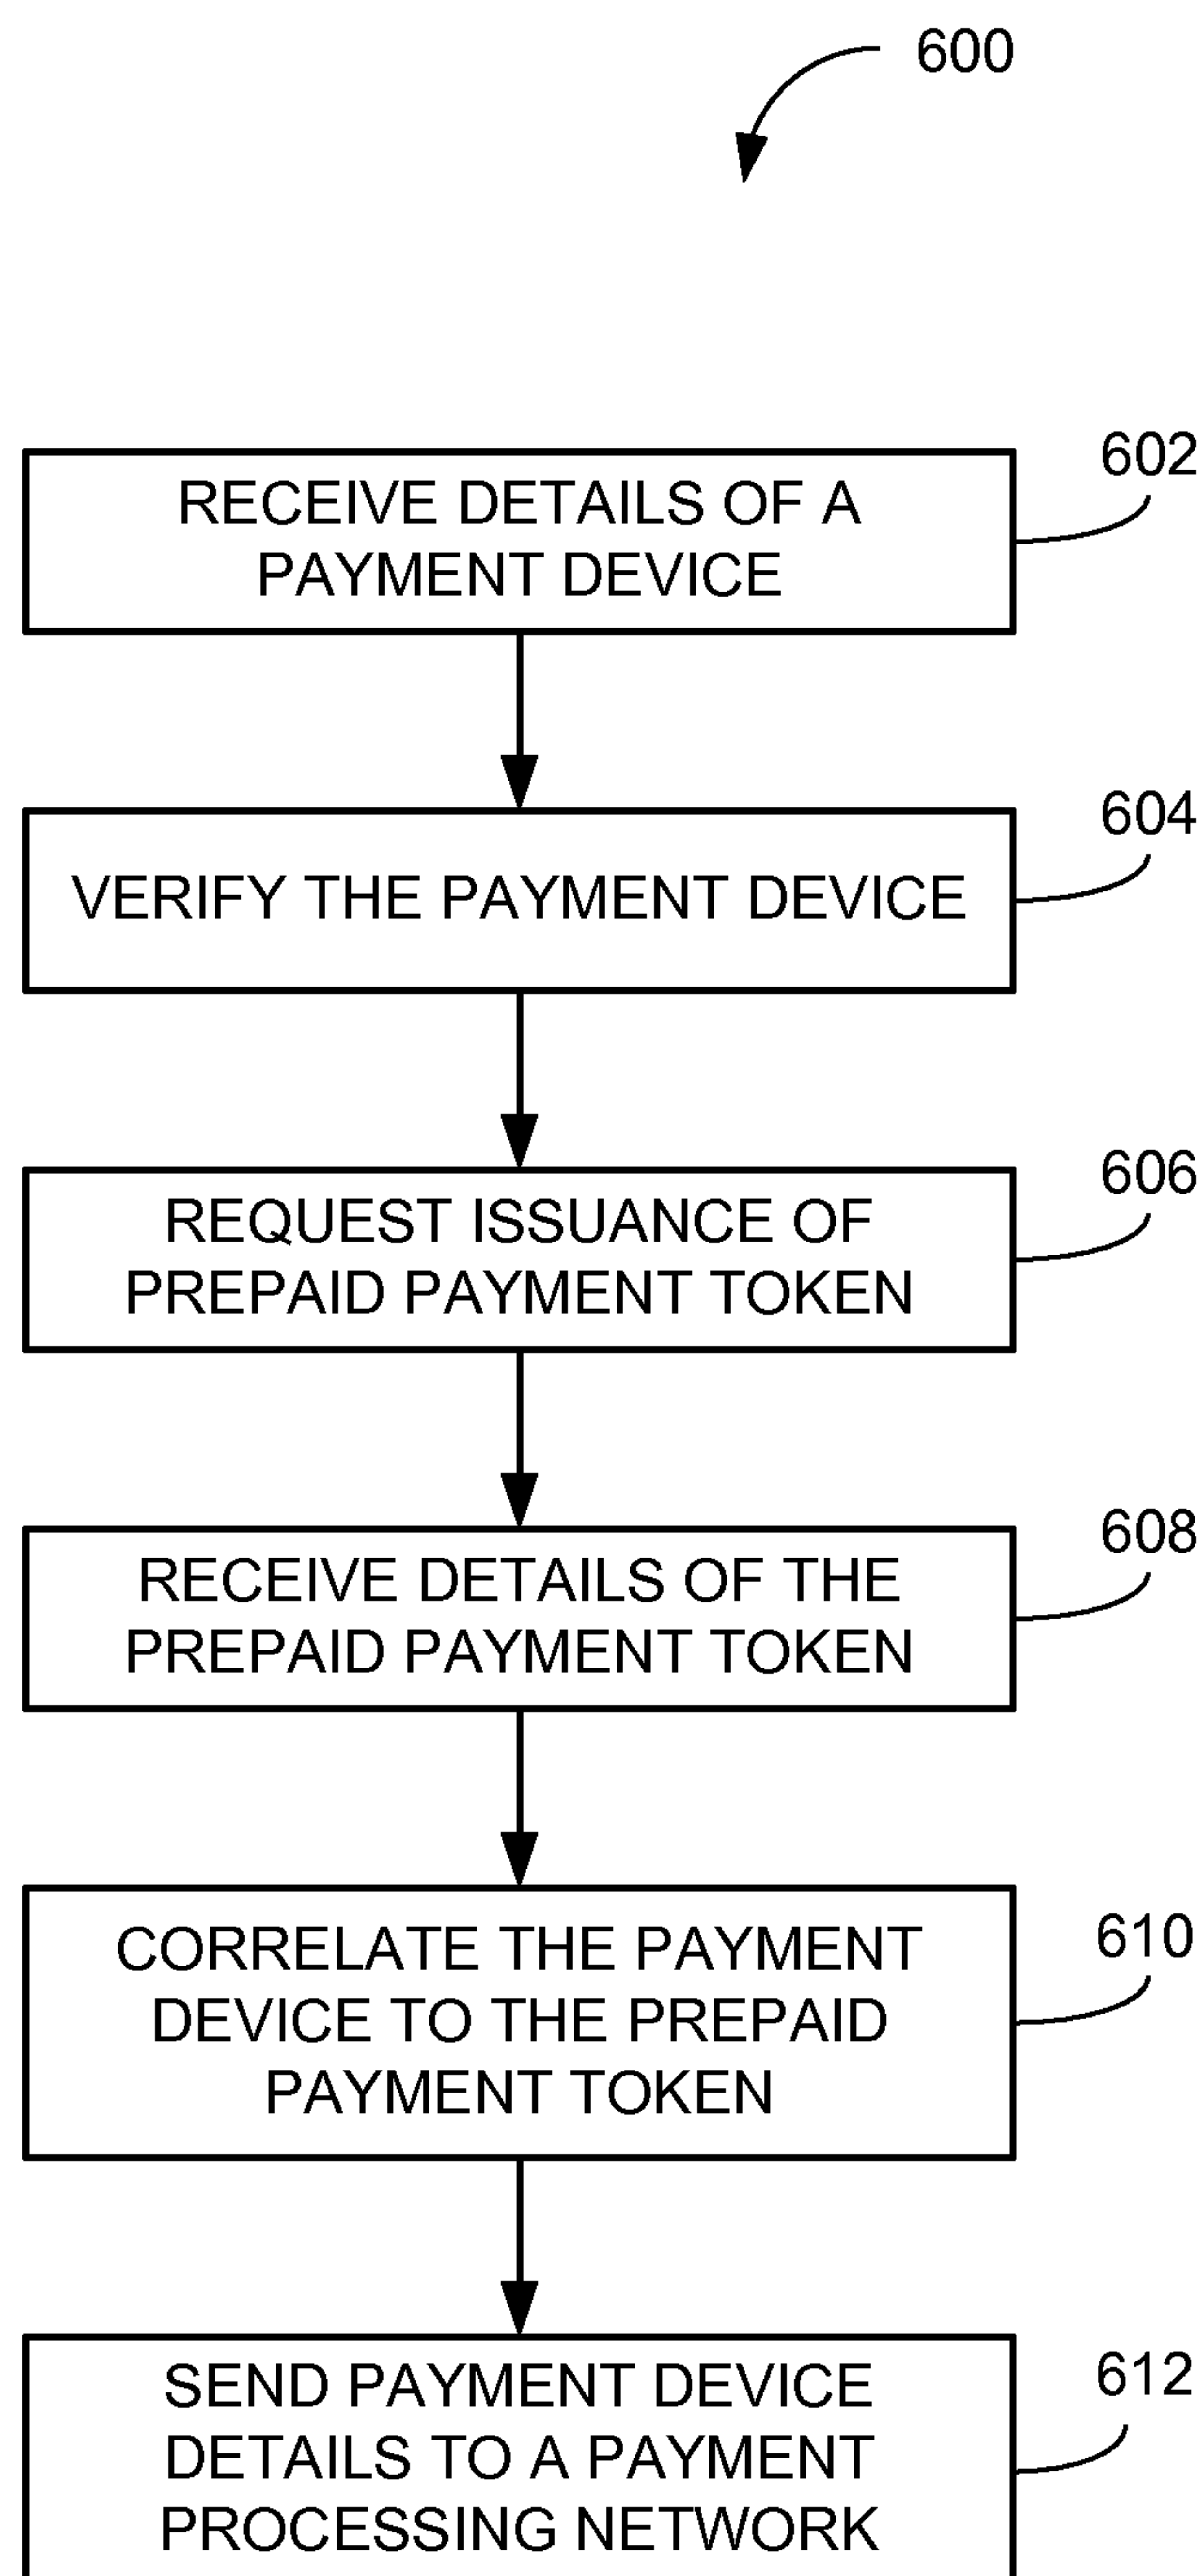 600
602
RECEIVE DETAILS OF A
PAYMENT DEVICE
604
VERIFY THE PAYMENT DEVICE
606
REQUEST ISSUANCE OF
PREPAID PAYMENT TOKEN
608
RECEIVE DETAILS OF THE
PREPAID PAYMENT TOKEN
610
CORRELATE THE PAYMENT
DEVICE TO THE PREPAID
PAYMENT TOKEN
612
SEND PAYMENT DEVICE
DETAILS TO A PAYMENT
PROCESSING NETWORK